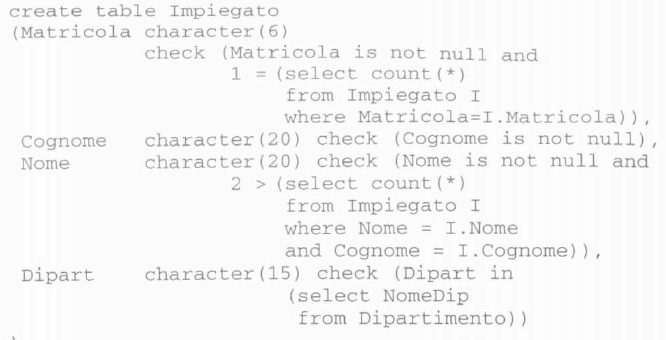 create table Impiegato
(Matricola character(6)
check (Matricola is not null and
1 = (select count(*)
from Impiegato I
where Matricola=I.Matricola)),
Cognome character(20) check (Cognome is not null),
Nome character(20) check (Nome is not null and
2 > (select count(*)
from Impiegato I
where Nome = I.Nome
and Cognome = I.Cognome)),
Dipart character(15) check (Dipart in
(select NomeDip
from Dipartimento))